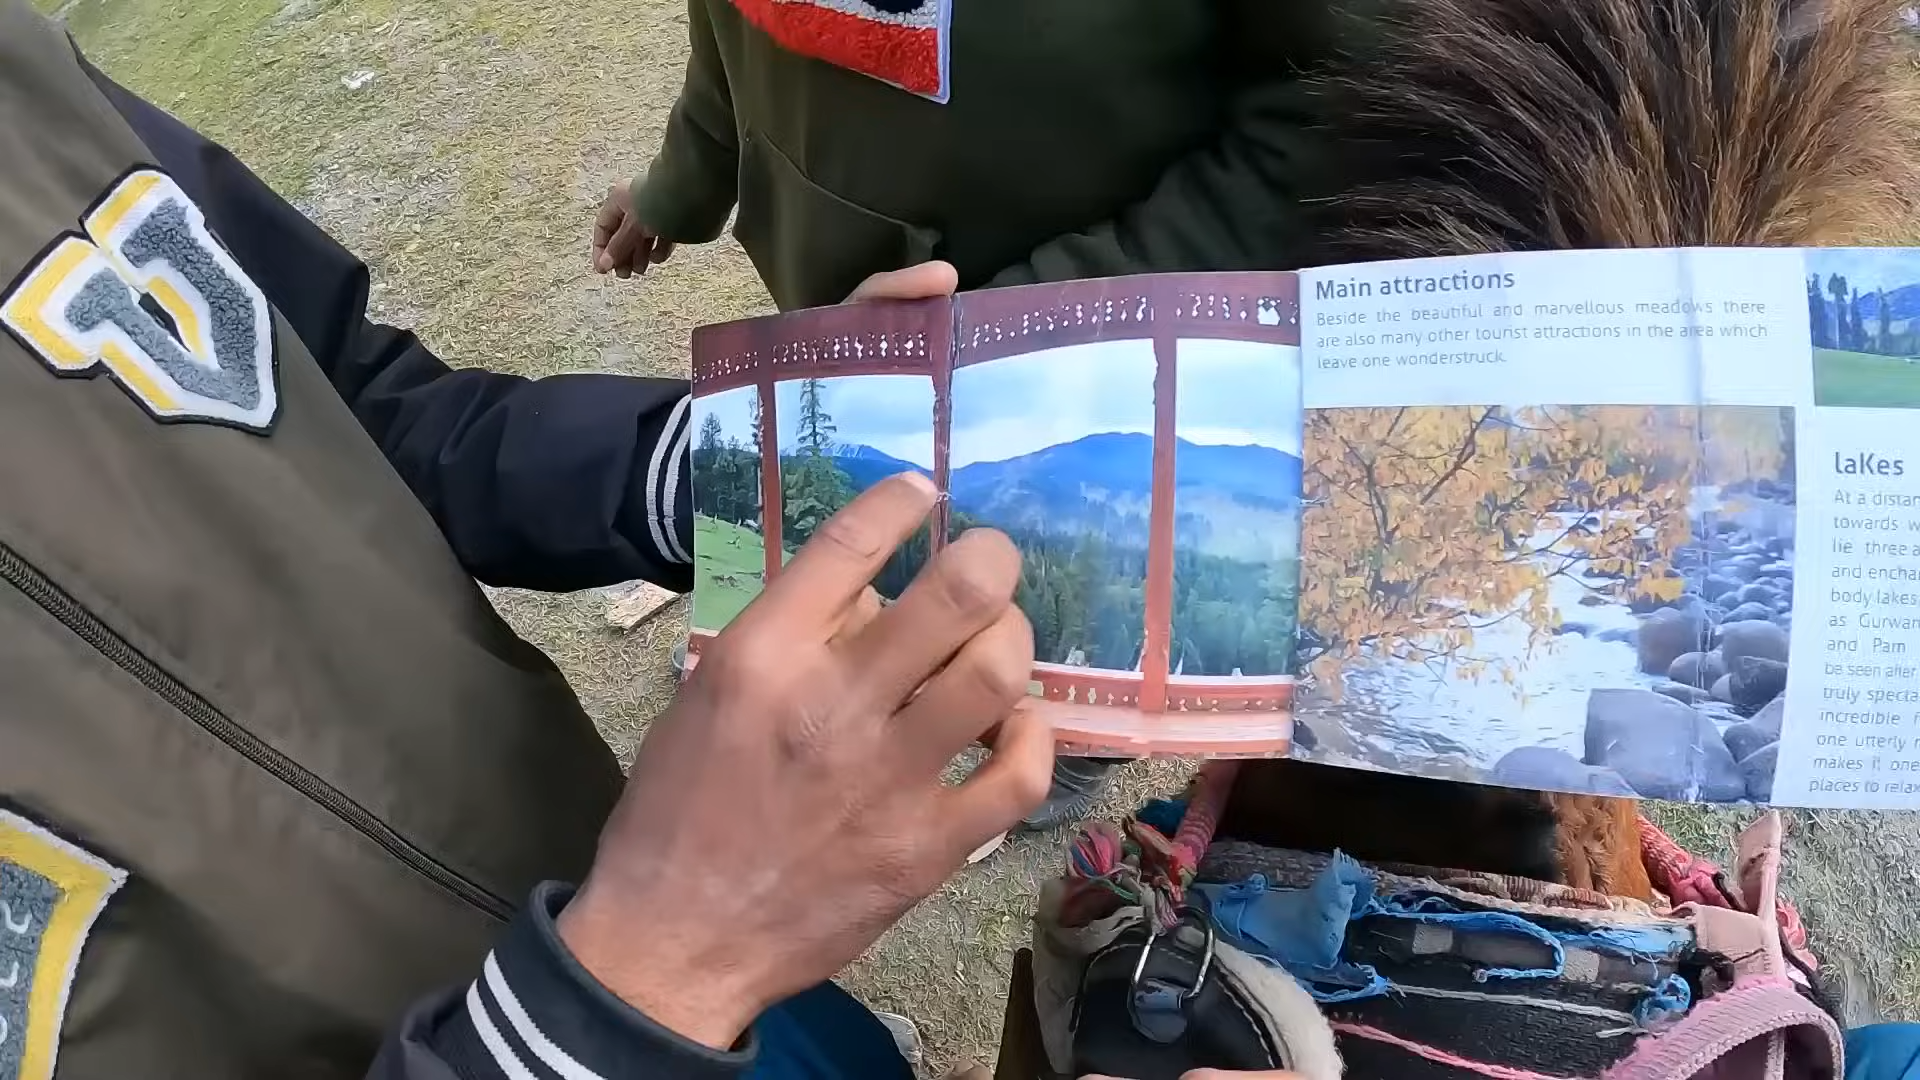 Main attractions
Beside the beautiful and marvellous meadows there
are also many other tourist attractions in the area which
leave one wonderstruck.
laKes
At a distan
towards w
lie three a
and encha
body lakes
as Gurwan
and Pam
be seen after
truly specta
incredible
one utterly
makes it one
places to relax
V